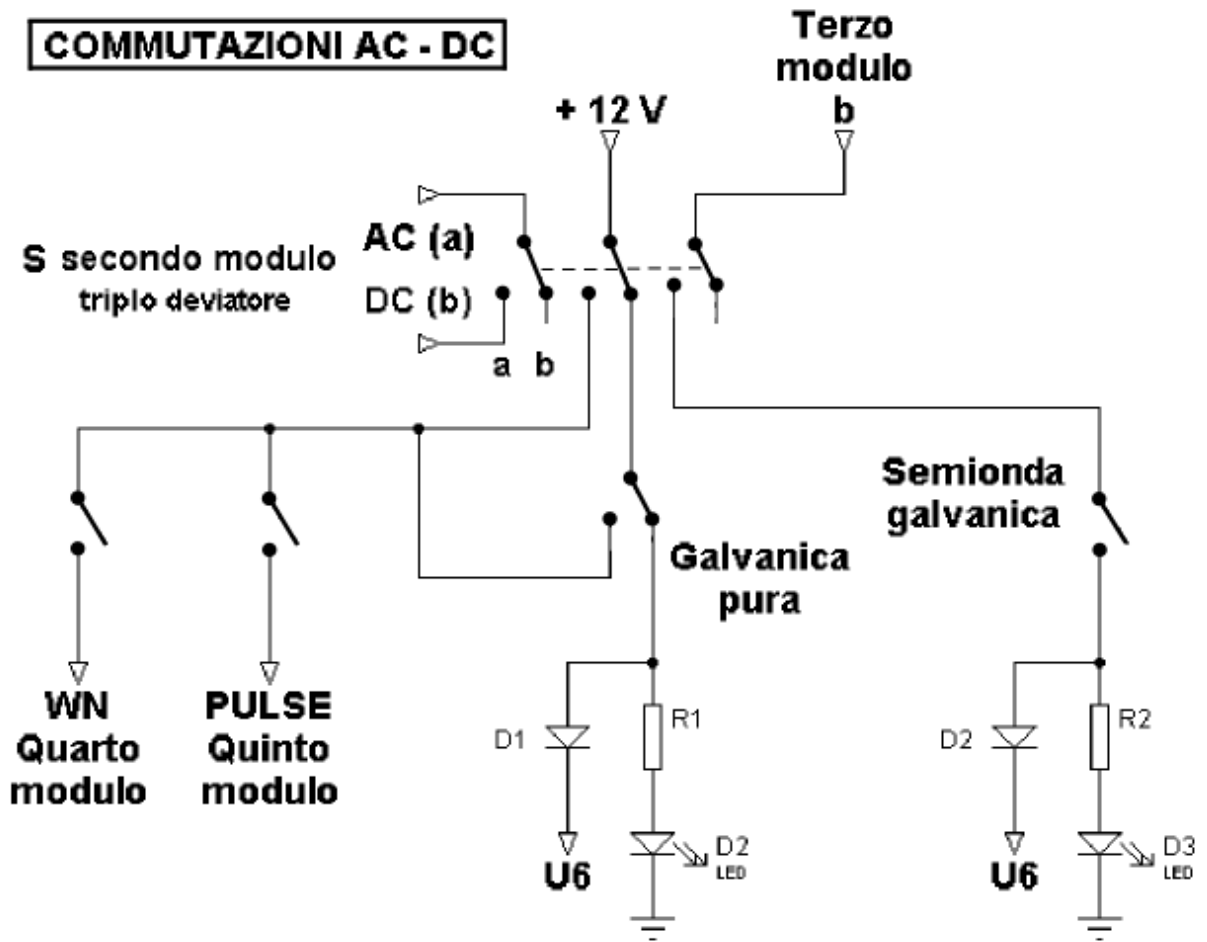 COMMUTAZIONI AC - DC
Terzo
modulo
b
+ 12 V
AC (a)
S secondo modulo
triplo deviatore
DC (b)
a b
Semionda
galvanica
Galvanica
pura
WN
Quarto
modulo
PULSE
Quinto
modulo
D1
R1
U6
D2
LED
D2
R2
U6
D3
LED